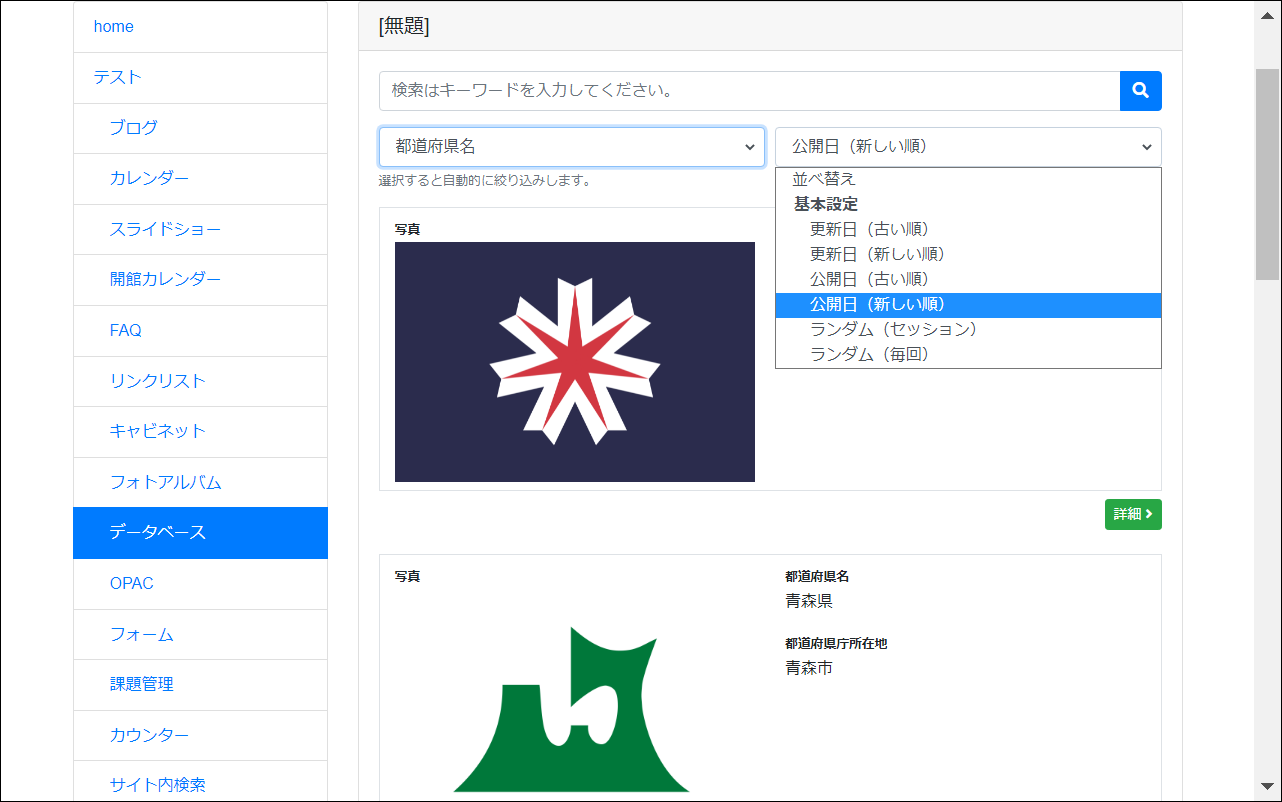 home
テスト
ブログ
カレンダー
スライドショー
開館カレンダー
FAQ
リンクリスト
キャビネット
フォトアルバム
データベース
OPAC
フォーム
課題管理
カウンター
サイト内検索
[無題]
検索はキーワードを入力してください。
都道府県名
公開日（新しい順）
選択すると自動的に絞り込みします。
並べ替え
基本設定
更新日（古い順）
更新日（新しい順）
公開日（古い順）
公開日（新しい順）
ランダム（セッション）
ランダム（毎回）
写真
詳細
写真
都道府県名
青森県
都道府県庁所在地
青森市